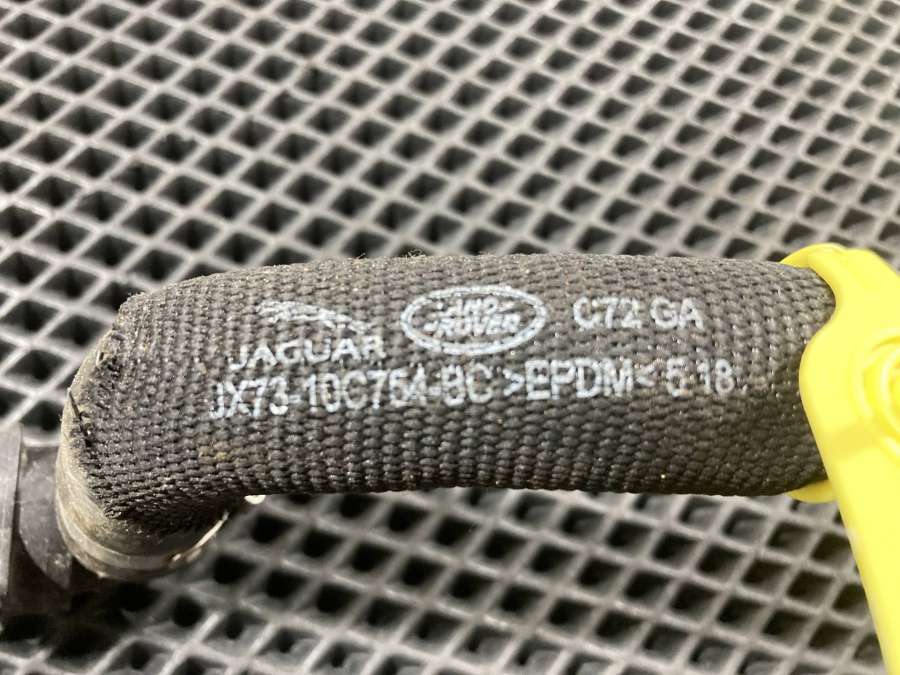 JAGUAR
LAND
ROVER
C72 GA
JX73-10C754-BC >EPDM< 5.18